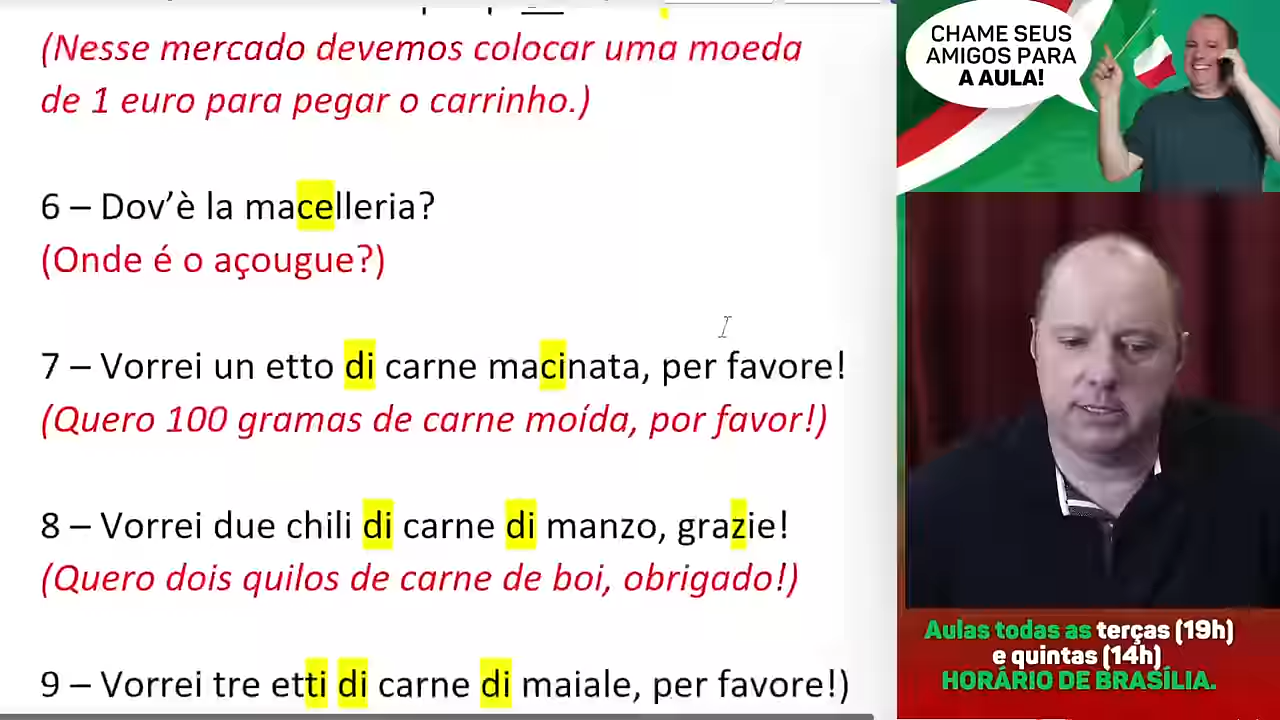 (Nesse mercado devemos colocar uma moeda
de 1 euro para pegar o carrinho.)
6 – Dov’è la macelleria?
(Onde é o açougue?)
7 – Vorrei un etto di carne macinata, per favore!
(Quero 100 gramas de carne moída, por favor!)
8 – Vorrei due chili di carne di manzo, grazie!
(Quero dois quilos de carne de boi, obrigado!)
9 – Vorrei tre etti di carne di maiale, per favore!)
CHAME SEUS
AMIGOS PARA
A AULA!
Aulas todas as terças (19h)
e quintas (14h)
HORÁRIO DE BRASÍLIA.